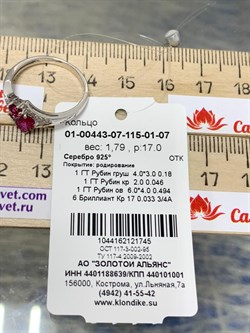 Кольцо
01-00443-07-115-01-07
вес: 1,79 , р:17.0
Серебро 925° ОТК
Покрытие: родирование
1 ГТ Рубин груш 4.0*3.0 0.18
1 ГТ Рубин кр 2.0 0.046
1 ГТ Рубин ов 6.0*4.0 0.494
6 Бриллиант Кр 17 0.033 3/4А
1044162121745
ОСТ 117-3-002-95
ТУ 117-4.2099-2002
АО "ЗОЛОТОЙ АЛЬЯНС"
ИНН 4401188639/КПП 440101001
156000, Кострома, ул.Льняная,7а
(4942) 41-55-42
www.klondike.ru